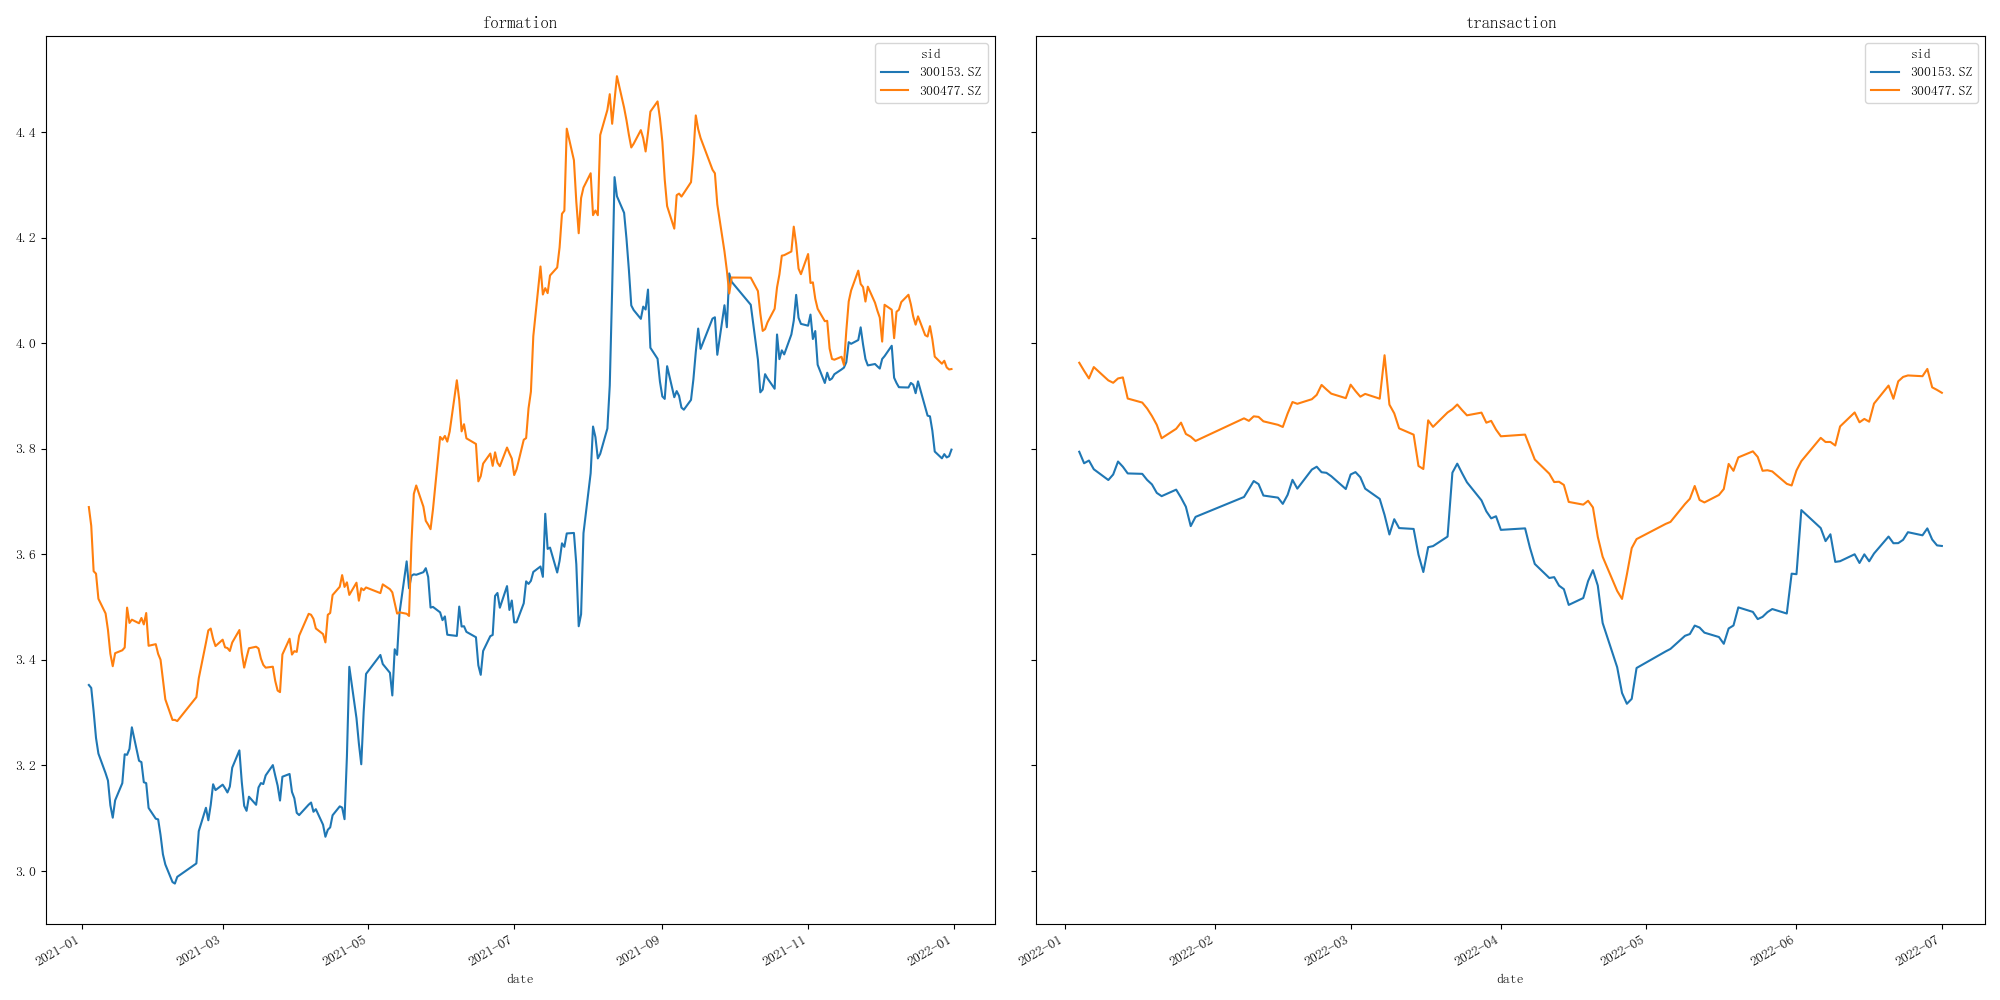 formation
sid
300153.SZ
300477.SZ
4.4
4.2
4.0
3.8
3.6
3.4
3.2
3.0
2021-01
2021-03
2021-05
2021-07
2021-09
2021-11
2022-01
date
transaction
sid
300153.SZ
300477.SZ
2022-01
2022-02
2022-03
2022-04
2022-05
2022-06
2022-07
date